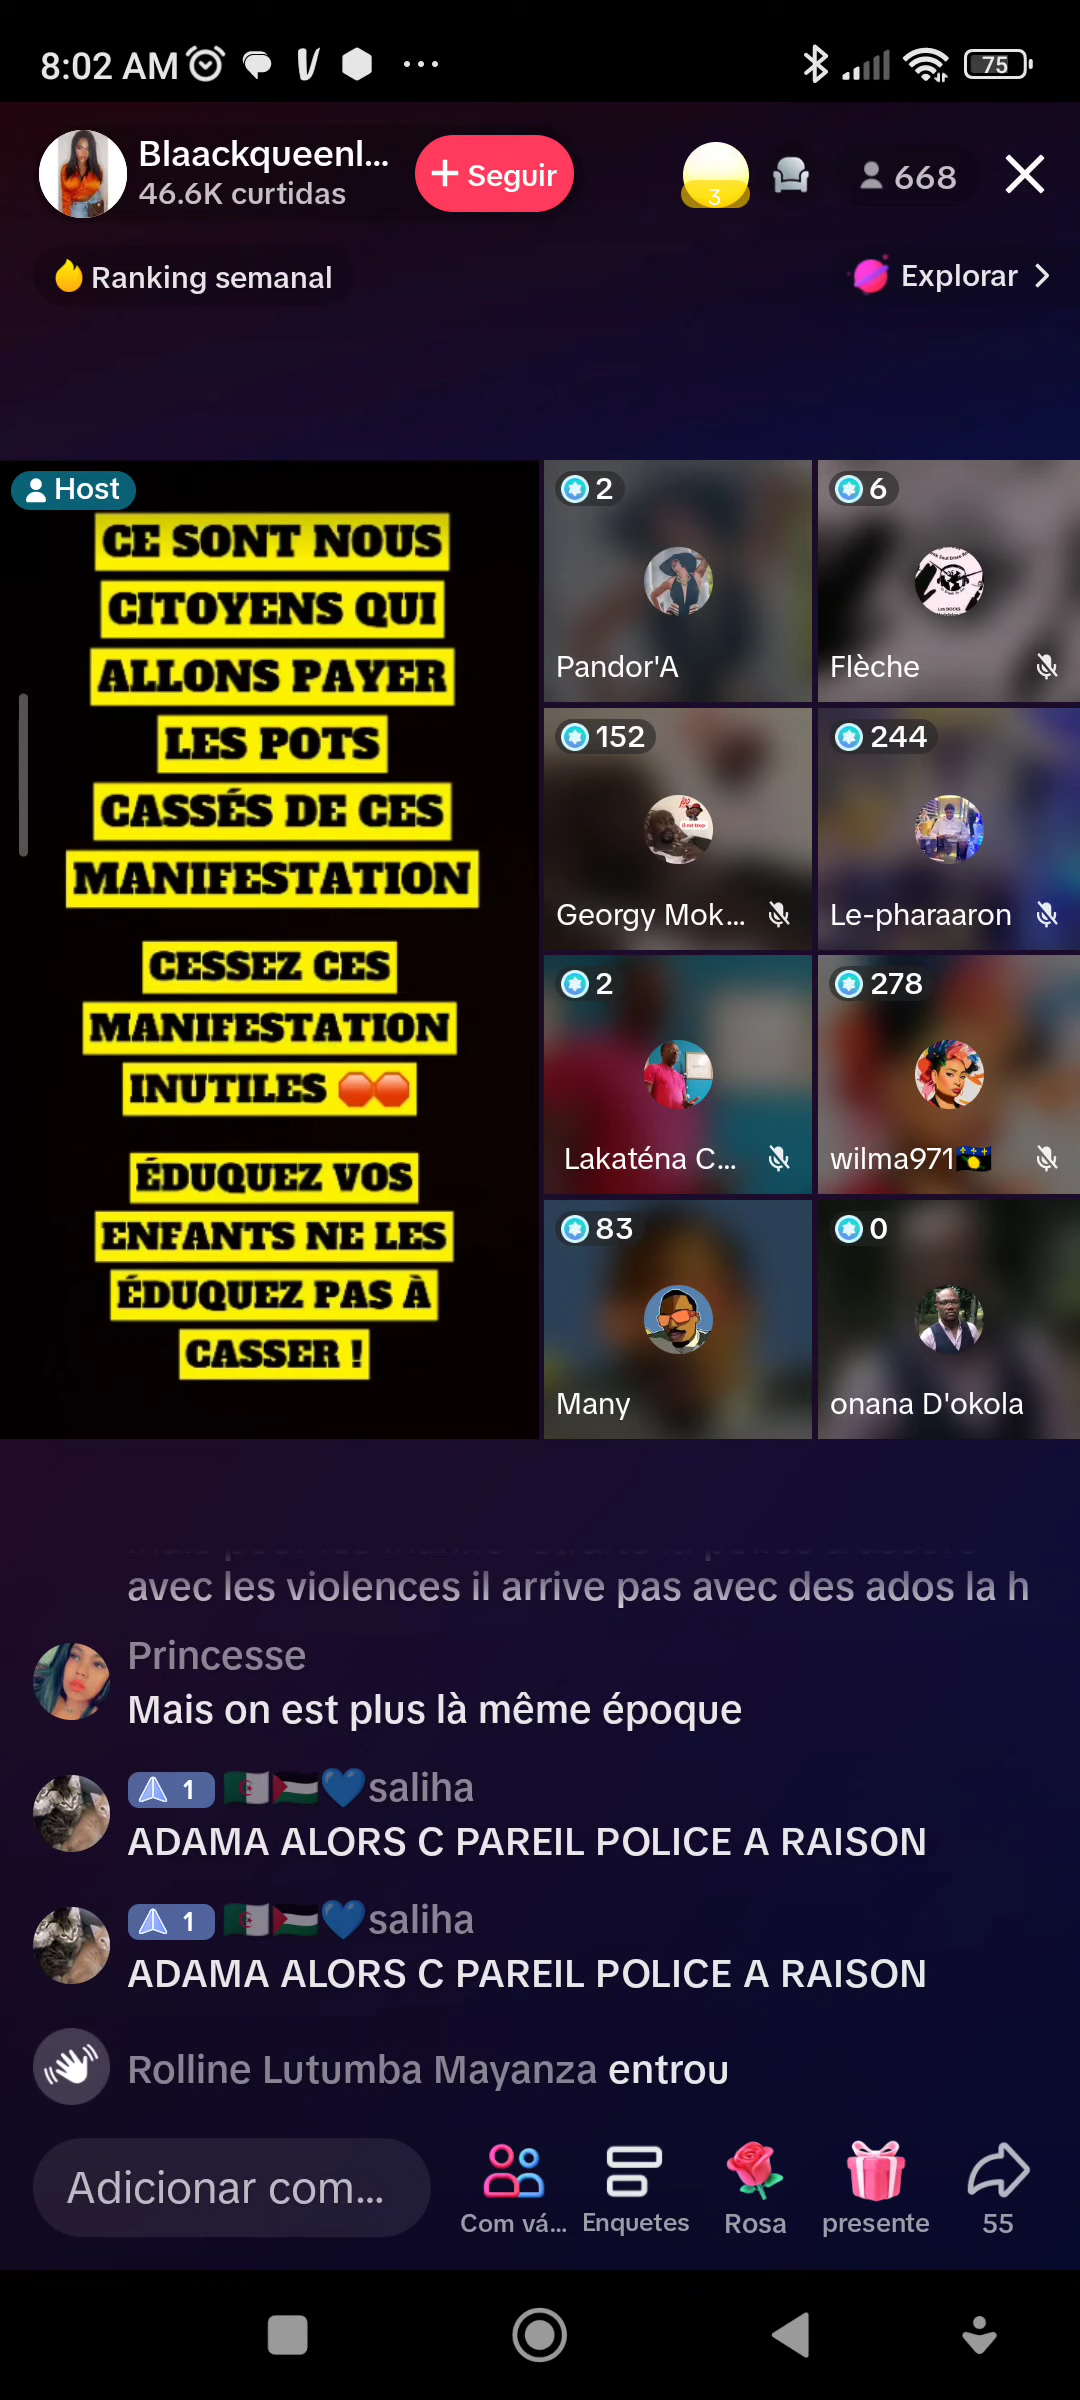 8:02 AM
75
Blaackqueenl...
46.6K curtidas
+ Seguir
3
668
Ranking semanal
Explorar
Host
CE SONT NOUS
CITOYENS QUI
ALLONS PAYER
LES POTS
CASSÉS DE CES
MANIFESTATION
CESSEZ CES
MANIFESTATION
INUTILES 🛑🛑
ÉDUQUEZ VOS
ENFANTS NE LES
ÉDUQUEZ PAS À
CASSER !
2
Pandor'A
6
Flèche
152
Georgy Mok...
244
Le-pharaaron
2
Lakaténa C...
278
wilma971
83
Many
0
onana D'okola
avec les violences il arrive pas avec des ados la h
Princesse
Mais on est plus là même époque
1 🇩🇿🇵🇸💙saliha
ADAMA ALORS C PAREIL POLICE A RAISON
1 🇩🇿🇵🇸💙saliha
ADAMA ALORS C PAREIL POLICE A RAISON
Rolline Lutumba Mayanza entrou
Adicionar com...
Com vá...
Enquetes
Rosa
presente
55